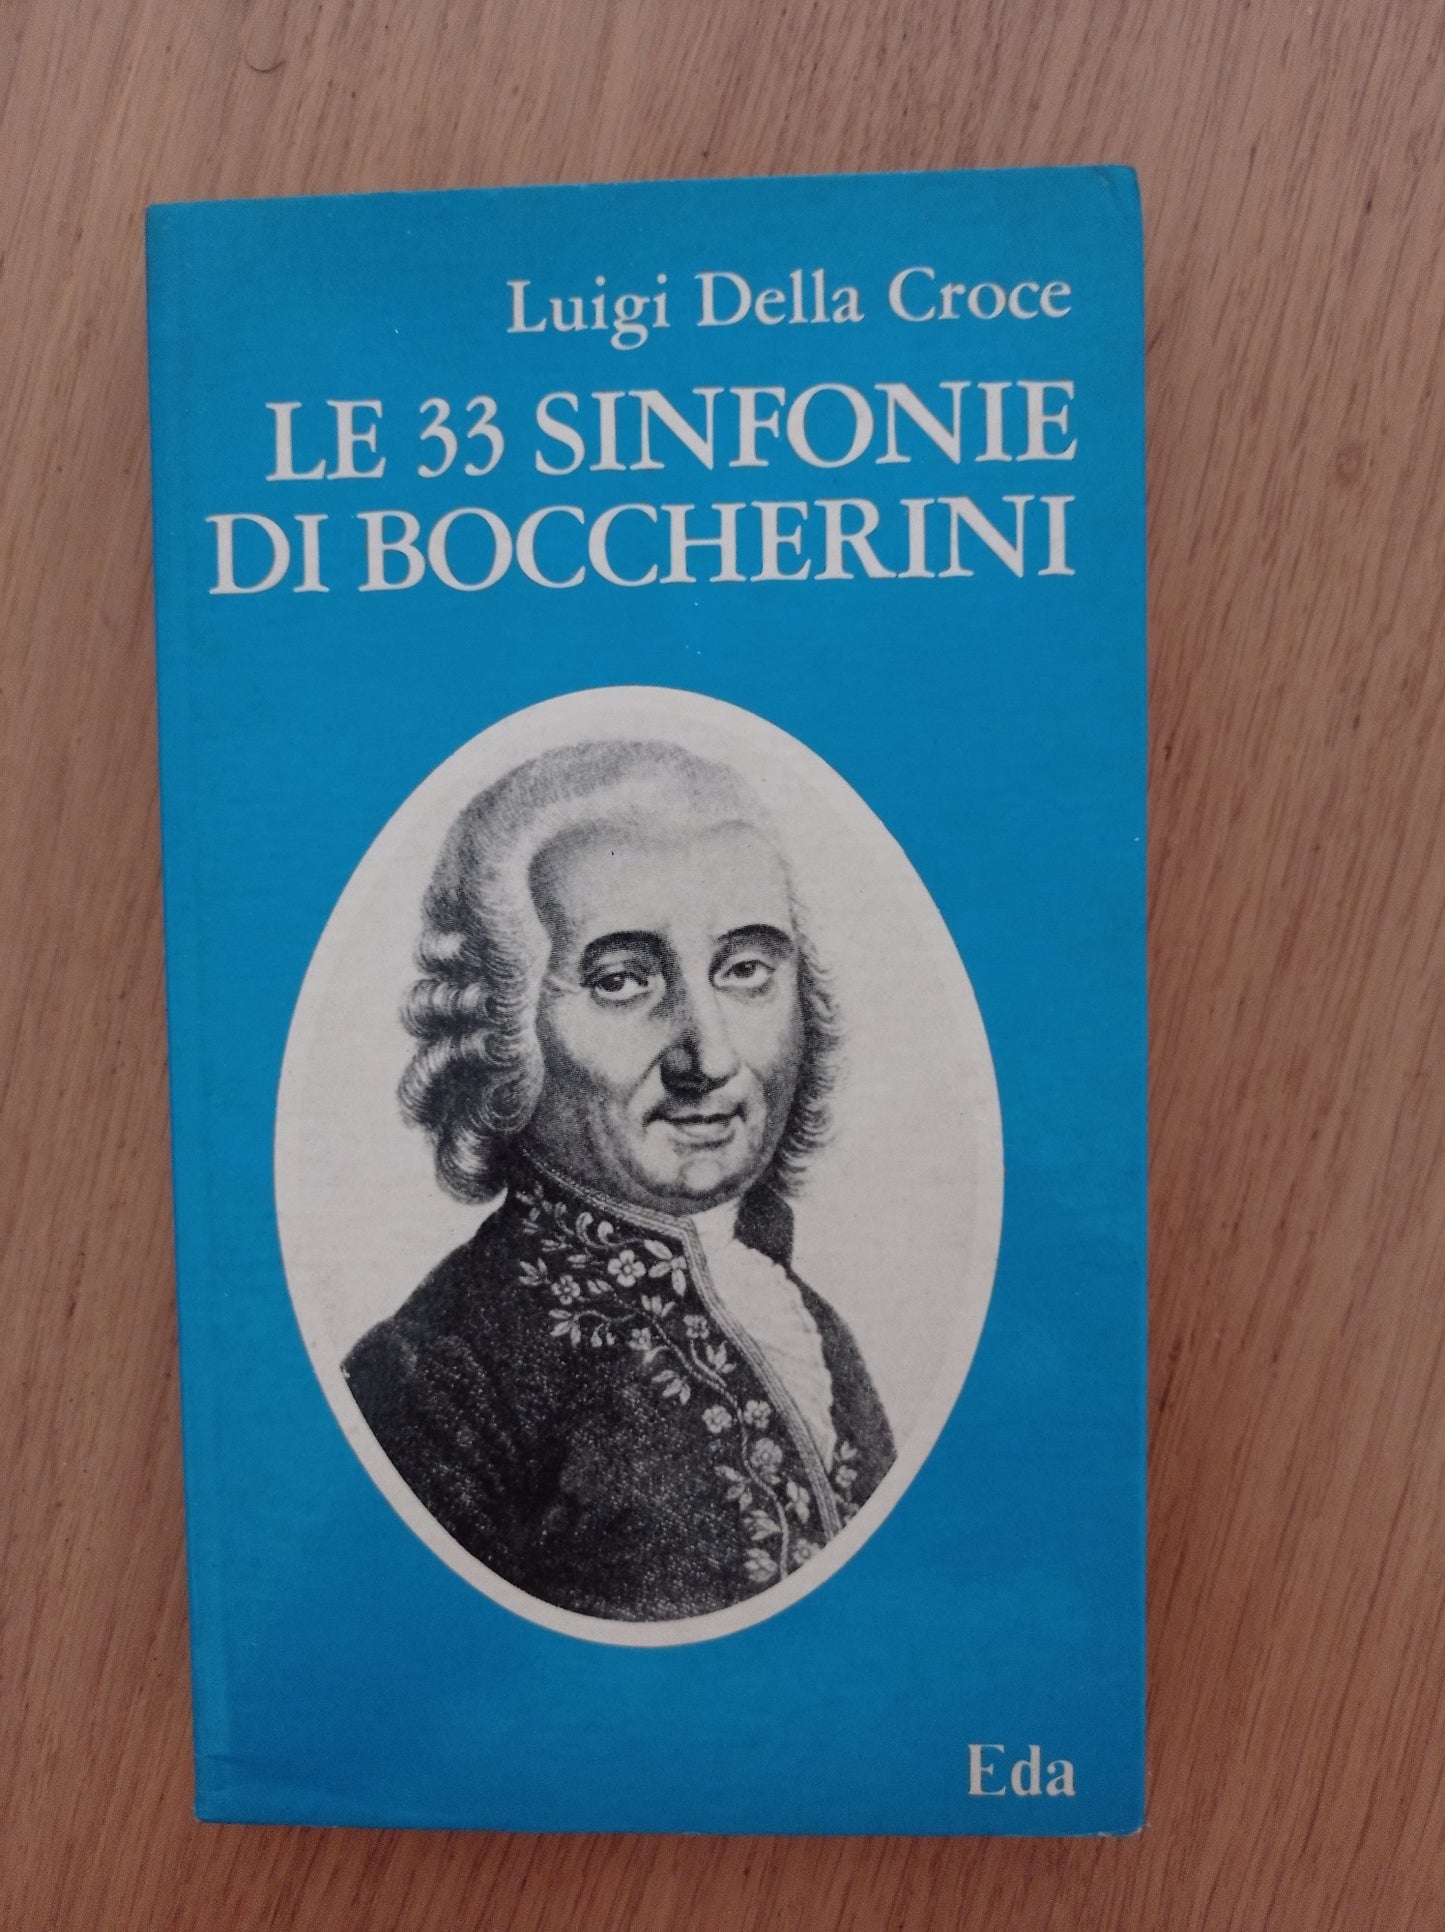 Luigi Della Croce
LE 33 SINFONIE
DI BOCCHERINI
Eda